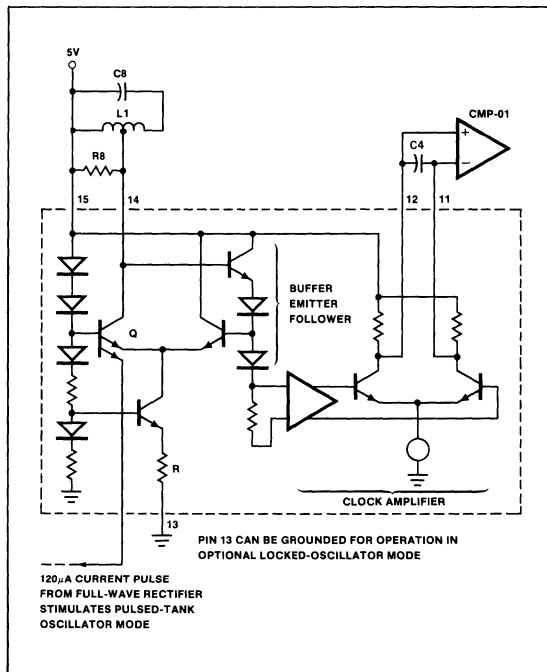 5V
C8
L1
R8
15
14
CMP-01
+
C4
−
12
11
BUFFER
EMITTER
FOLLOWER
Q
R
13
CLOCK AMPLIFIER
PIN 13 CAN BE GROUNDED FOR OPERATION IN
OPTIONAL LOCKED-OSCILLATOR MODE
120µA CURRENT PULSE
FROM FULL-WAVE RECTIFIER
STIMULATES PULSED-TANK
OSCILLATOR MODE